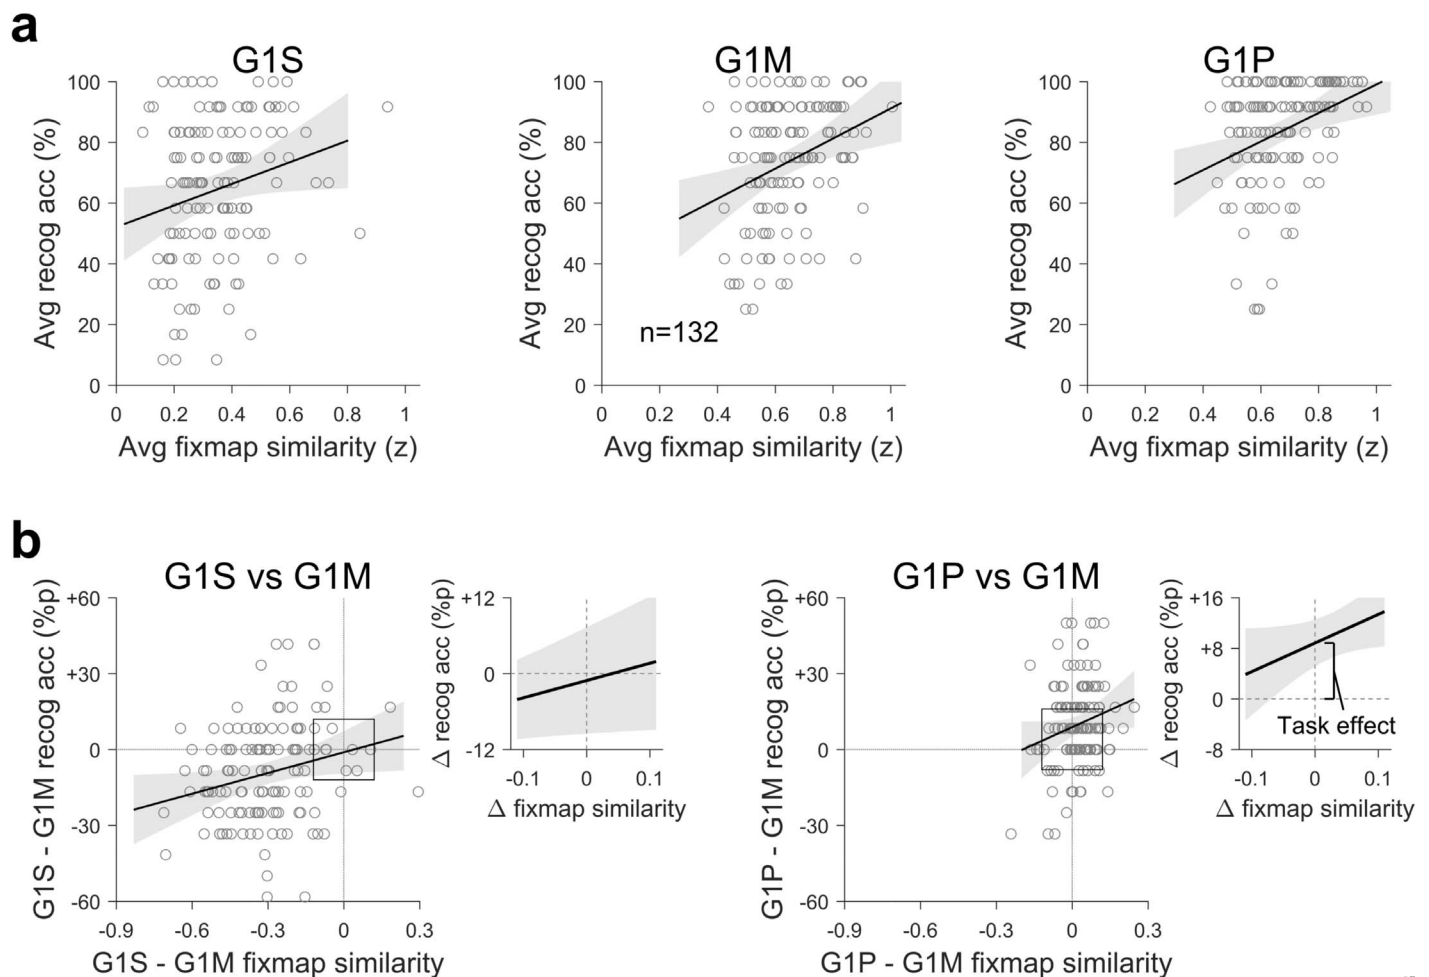 a
G1S
G1M
G1P
100
80
60
40
20
0
Avg recog acc (%)
0 0.2 0.4 0.6 0.8 1
Avg fixmap similarity (z)
100
80
60
40
20
0
Avg recog acc (%)
n=132
0 0.2 0.4 0.6 0.8 1
Avg fixmap similarity (z)
100
80
60
40
20
0
Avg recog acc (%)
0 0.2 0.4 0.6 0.8 1
Avg fixmap similarity (z)
b
G1S vs G1M
+60
+30
0
-30
-60
G1S - G1M recog acc (%p)
-0.9 -0.6 -0.3 0 0.3
G1S - G1M fixmap similarity
+12
0
-12
Δ recog acc (%p)
-0.1 0 0.1
Δ fixmap similarity
G1P vs G1M
+60
+30
0
-30
-60
G1P - G1M recog acc (%p)
-0.9 -0.6 -0.3 0 0.3
G1P - G1M fixmap similarity
+16
+8
0
-8
Δ recog acc (%p)
Task effect
-0.1 0 0.1
Δ fixmap similarity